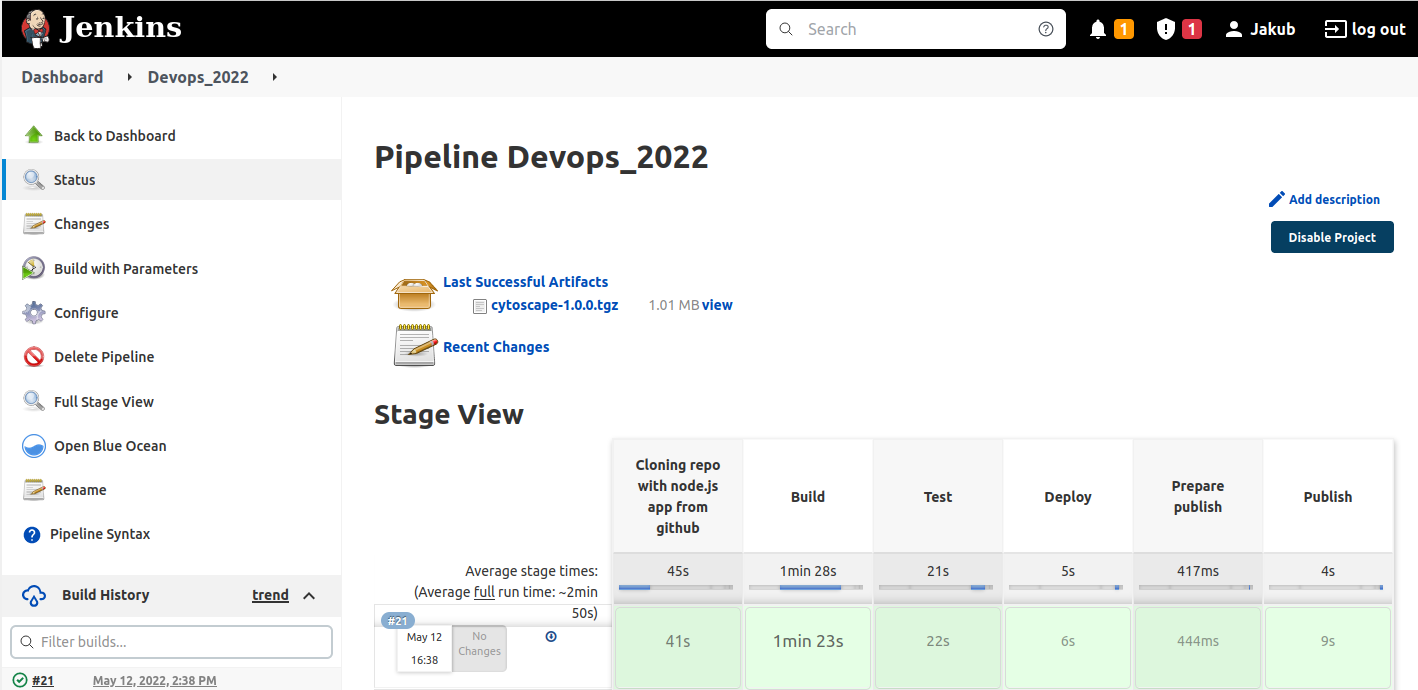 Jenkins
Search
1
1
Jakub
log out
Dashboard
Devops_2022
Back to Dashboard
Status
Changes
Build with Parameters
Configure
Delete Pipeline
Full Stage View
Open Blue Ocean
Rename
Pipeline Syntax
Build History
trend
Filter builds...
#21
May 12, 2022, 2:38 PM
Pipeline Devops_2022
Add description
Disable Project
Last Successful Artifacts
cytoscape-1.0.0.tgz
1.01 MB view
Recent Changes
Stage View
Cloning repo
with node.js
app from
github
Build
Test
Deploy
Prepare
publish
Publish
Average stage times:
(Average full run time: ~2min
50s)
45s
1min 28s
21s
5s
417ms
4s
#21
May 12
16:38
No
Changes
41s
1min 23s
22s
6s
444ms
9s